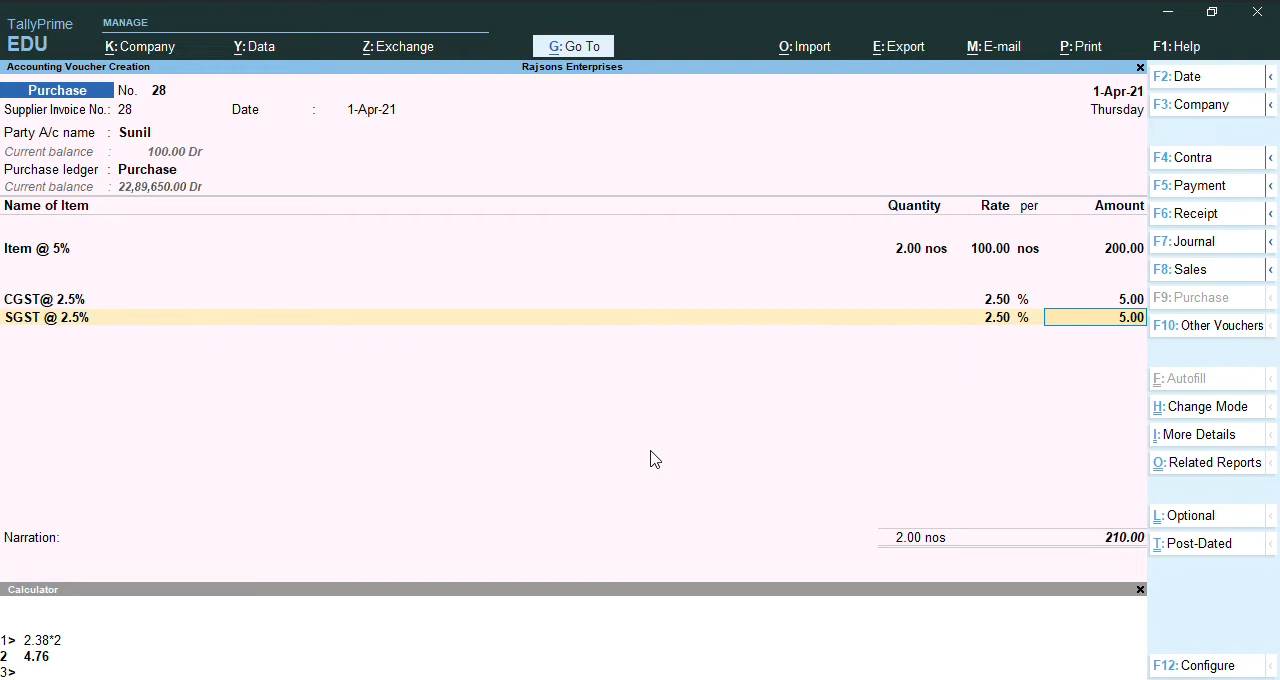 TallyPrime MANAGE
EDU K: Company Y: Data Z: Exchange G: Go To O: Import E: Export M: E-mail P: Print F1: Help
Accounting Voucher Creation Rajsons Enterprises
Purchase No. 28 1-Apr-21
Supplier Invoice No.: 28 Date : 1-Apr-21 Thursday
Party A/c name : Sunil
Current balance : 100.00 Dr
Purchase ledger : Purchase
Current balance : 22,89,650.00 Dr
Name of Item Quantity Rate per Amount
Item @ 5% 2.00 nos 100.00 nos 200.00
CGST@ 2.5% 2.50 % 5.00
SGST @ 2.5% 2.50 % 5.00
Narration: 2.00 nos 210.00
Calculator
1> 2.38*2
2 4.76
3>
F2: Date
F3: Company
F4: Contra
F5: Payment
F6: Receipt
F7: Journal
F8: Sales
F9: Purchase
F10: Other Vouchers
F: Autofill
H: Change Mode
I: More Details
O: Related Reports
L: Optional
T: Post-Dated
F12: Configure